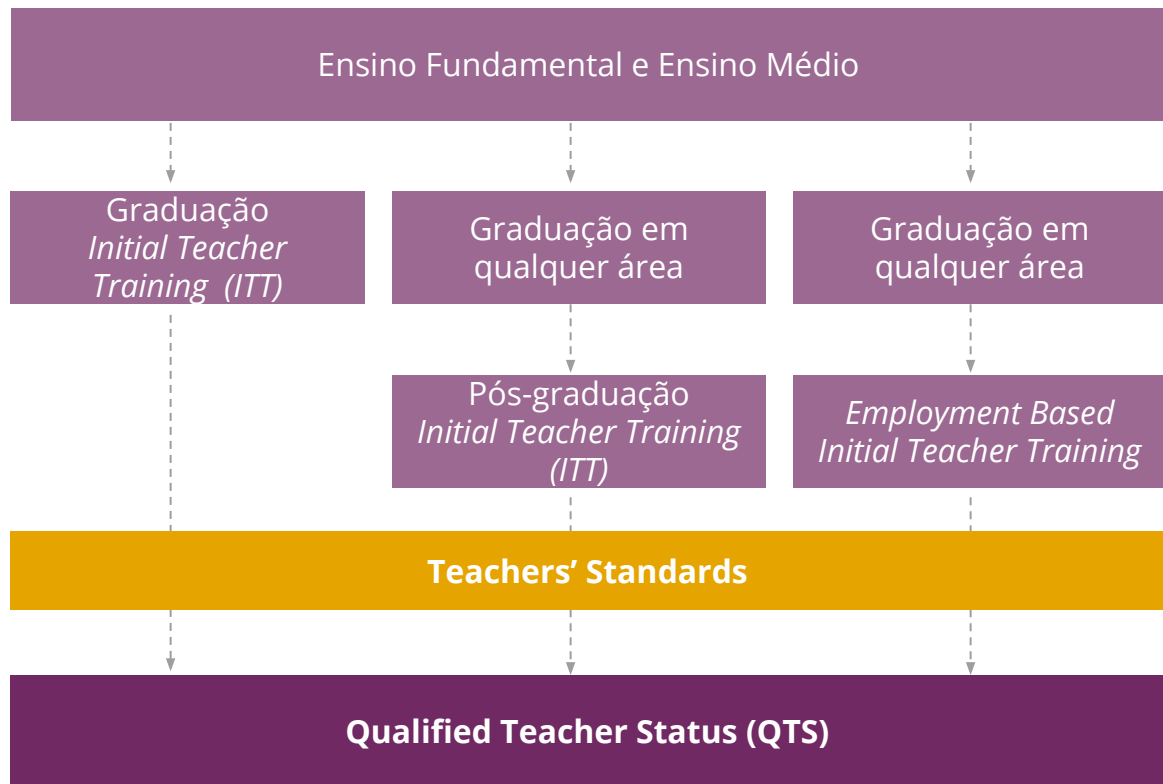 Ensino Fundamental e Ensino Médio
Graduação
Initial Teacher
Training (ITT)
Graduação em
qualquer área
Graduação em
qualquer área
Pós-graduação
Initial Teacher Training
(ITT)
Employment Based
Initial Teacher Training
Teachers’ Standards
Qualified Teacher Status (QTS)